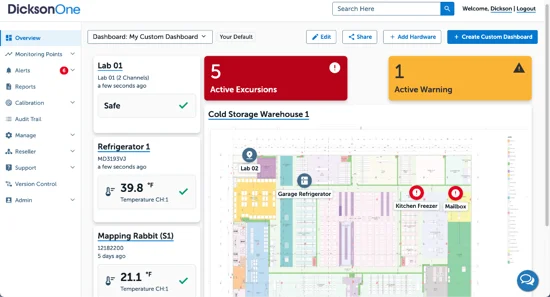 DicksonOne
Search Here
Welcome, Dickson | Logout
Overview
Monitoring Points
Alerts
6
Reports
Calibration
Audit Trail
Manage
Reseller
Support
Version Control
Admin
Dashboard: My Custom Dashboard
Your Default
Edit
Share
+ Add Hardware
+ Create Custom Dashboard
Lab 01
Lab 01 (2 Channels)
a few seconds ago
Safe
Refrigerator 1
MD3193VJ
a few seconds ago
39.8 °F
Temperature CH:1
Mapping Rabbit (S1)
12182200
5 days ago
21.1 °F
Temperature CH:1
5
Active Excursions
1
Active Warning
Cold Storage Warehouse 1
Lab 02
Garage Refrigerator
Kitchen Freezer
Mailbox